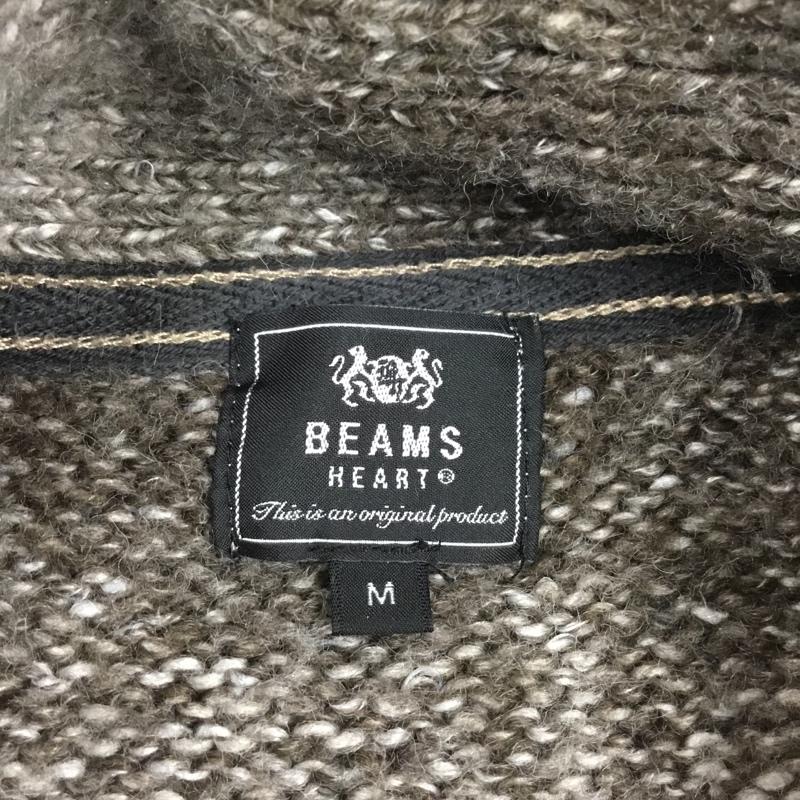 BEAMS
HEART®
This is an original product
M